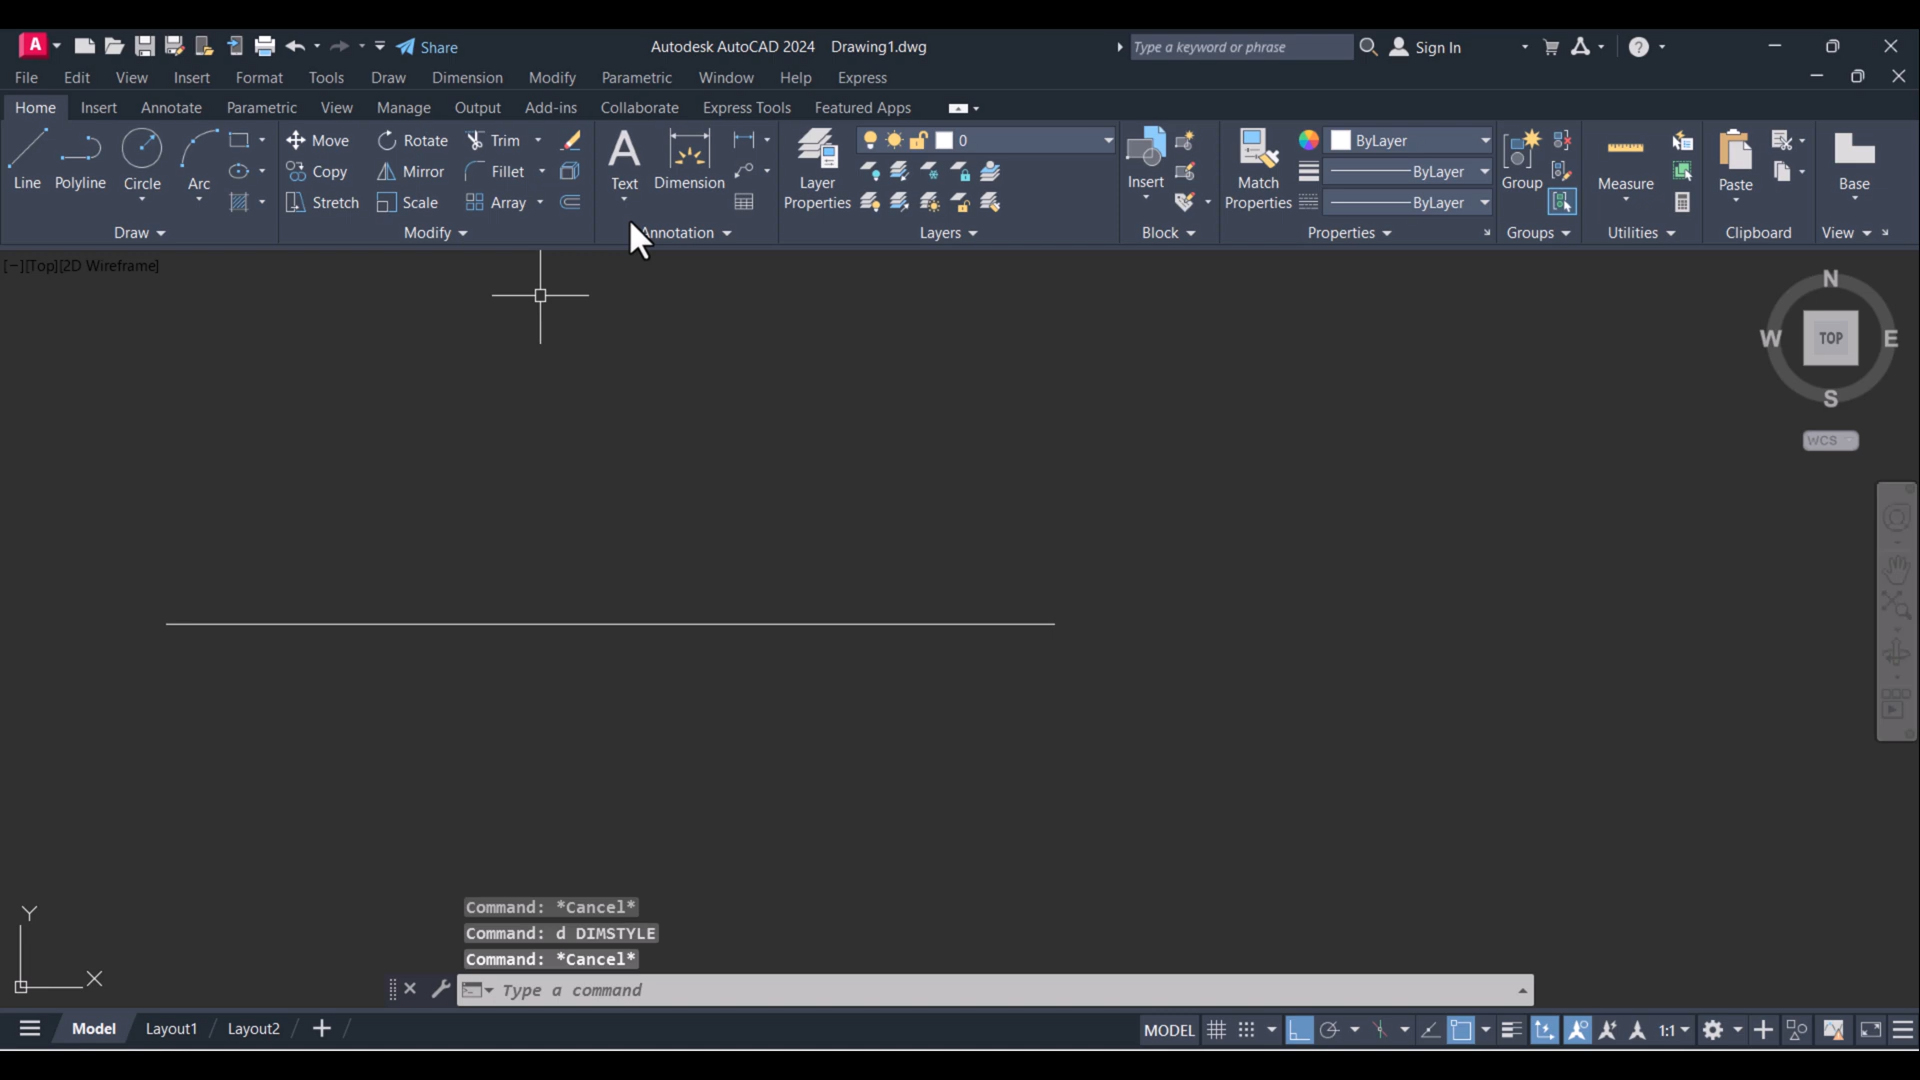 A Share Autodesk AutoCAD 2024 Drawing1.dwg Type a keyword or phrase Sign In ?
File Edit View Insert Format Tools Draw Dimension Modify Parametric Window Help Express
Home Insert Annotate Parametric View Manage Output Add-ins Collaborate Express Tools Featured Apps
Move Rotate Trim 0 ByLayer
Copy Mirror Fillet ByLayer
Line Polyline Circle Arc Text Dimension Layer Insert Match Group Measure Paste Base
Stretch Scale Array Properties Properties ByLayer
Draw Modify Annotation Layers Block Properties Groups Utilities Clipboard View
[−][Top][2D Wireframe]
N
W TOP E
S
WCS
Command: *Cancel*
Command: d DIMSTYLE
Command: *Cancel*
Y
X
Type a command
Model Layout1 Layout2 + MODEL 1:1